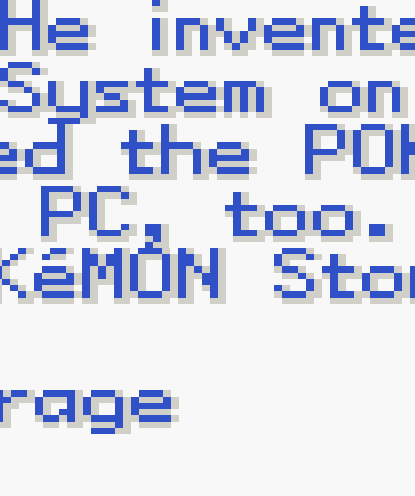 He invente
System on
ed the POK
PC, too.
KéMON Stor
rage